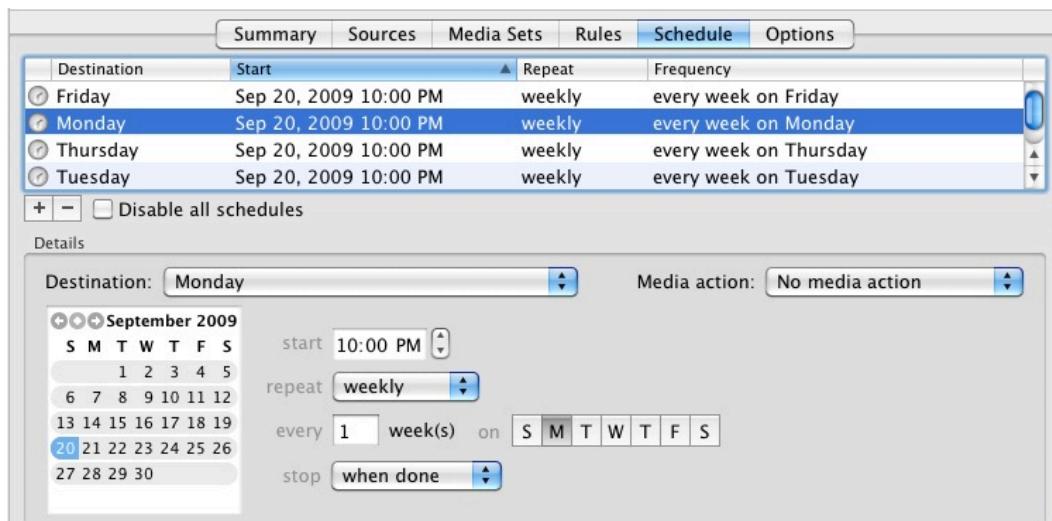 Summary Sources Media Sets Rules Schedule Options
Destination Start Repeat Frequency
Friday Sep 20, 2009 10:00 PM weekly every week on Friday
Monday Sep 20, 2009 10:00 PM weekly every week on Monday
Thursday Sep 20, 2009 10:00 PM weekly every week on Thursday
Tuesday Sep 20, 2009 10:00 PM weekly every week on Tuesday
+ − Disable all schedules
Details
Destination: Monday Media action: No media action
September 2009
S M T W T F S
1 2 3 4 5
6 7 8 9 10 11 12
13 14 15 16 17 18 19
20 21 22 23 24 25 26
27 28 29 30
start 10:00 PM
repeat weekly
every 1 week(s) on S M T W T F S
stop when done